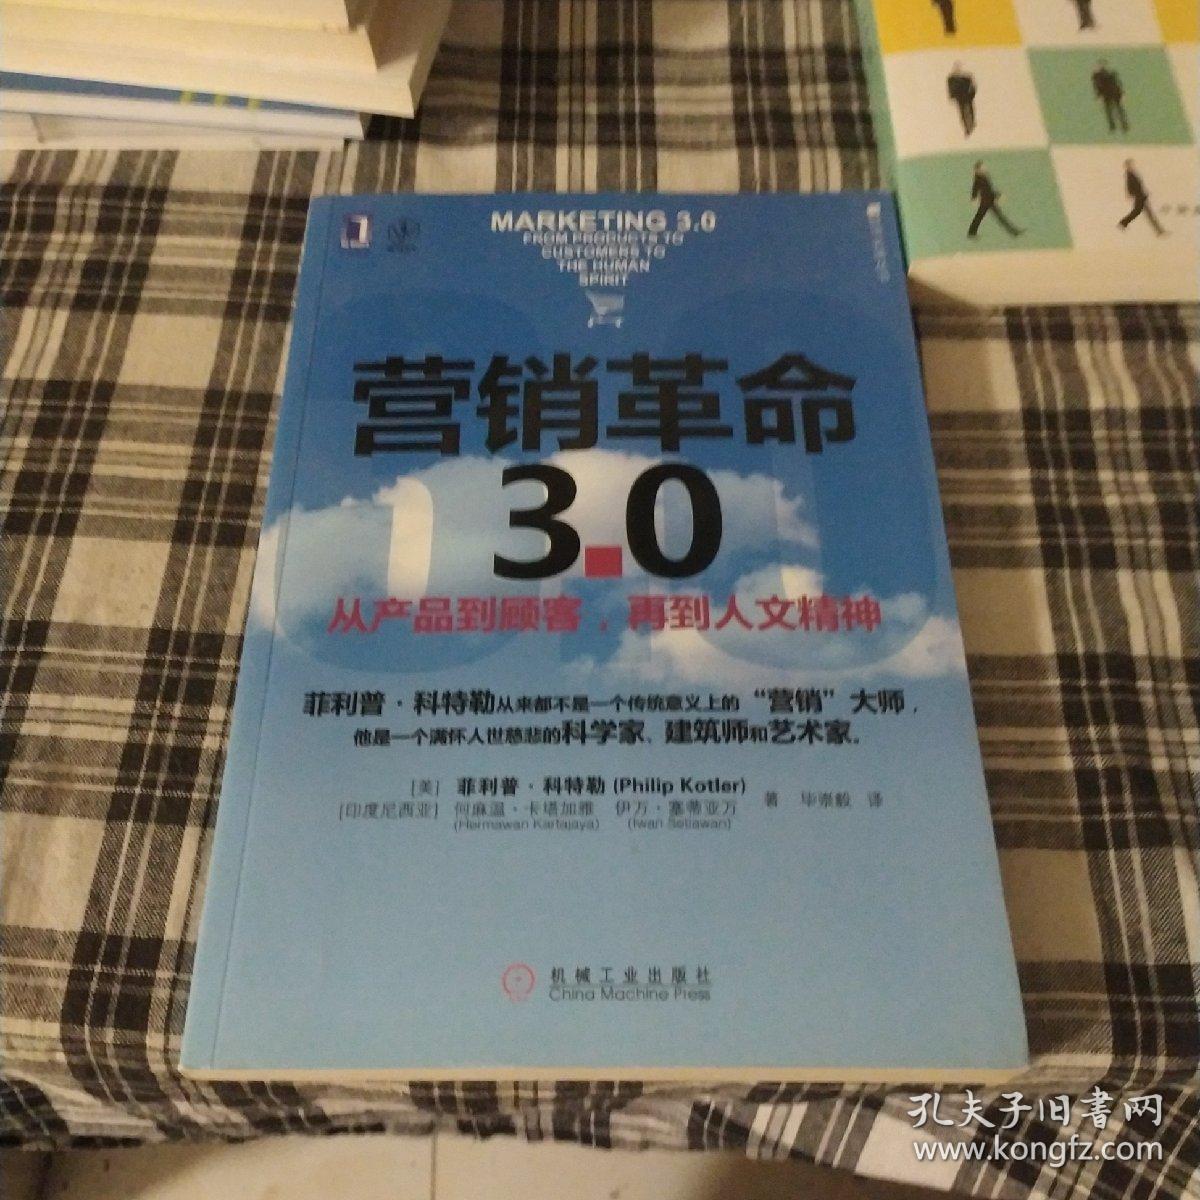 MARKETING 3.0
FROM PRODUCTS TO
CUSTOMERS TO
THE HUMAN
SPIRIT
营销革命
3.0
从产品到顾客，再到人文精神
菲利普·科特勒从来都不是一个传统意义上的“营销”大师，
他是一个满怀人世慈悲的科学家、建筑师和艺术家。
[美] 菲利普·科特勒 (Philip Kotler)
[印度尼西亚] 何麻温·卡塔加雅 伊万·塞蒂亚万 著 毕崇毅 译
(Hermawan Kartajaya) (Iwan Setiawan)
机械工业出版社
China Machine Press
孔夫子旧书网
www.kongfz.com